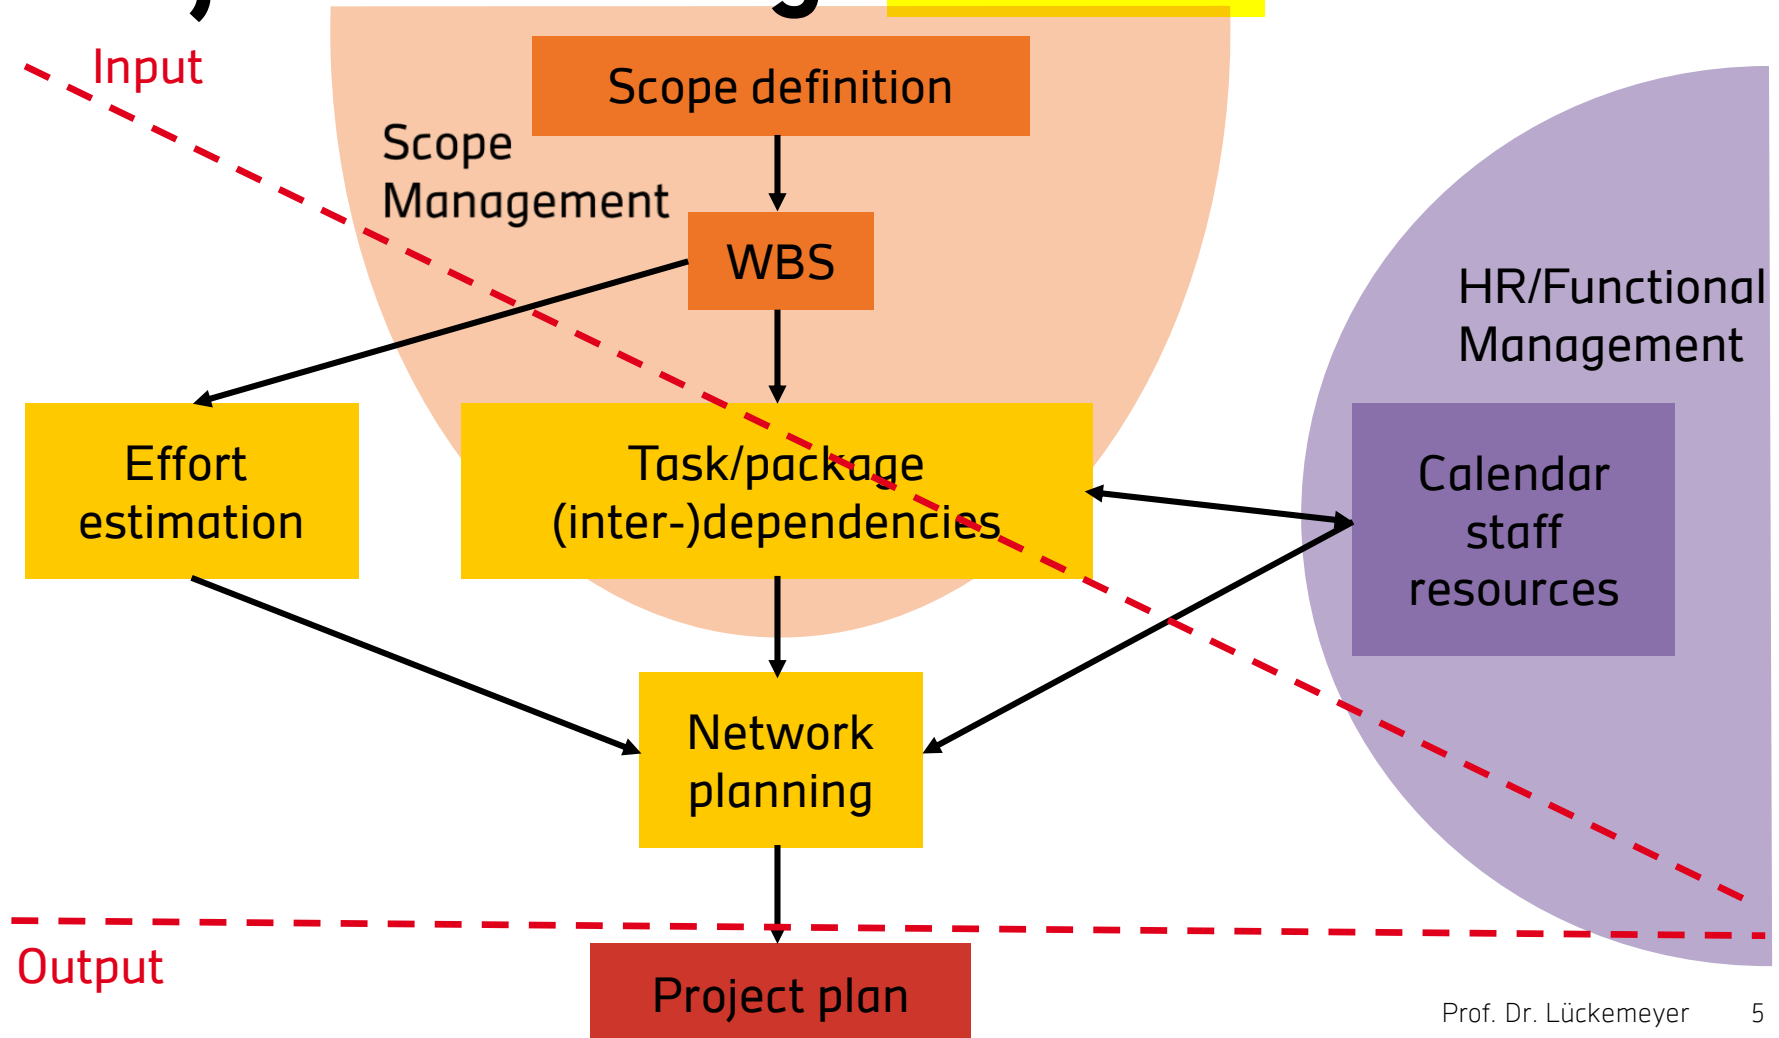 Input
Scope definition
Scope
Management
WBS
HR/Functional
Management
Effort
estimation
Task/package
(inter-)dependencies
Calendar
staff
resources
Network
planning
Output
Project plan
Prof. Dr. Lückemeyer 5